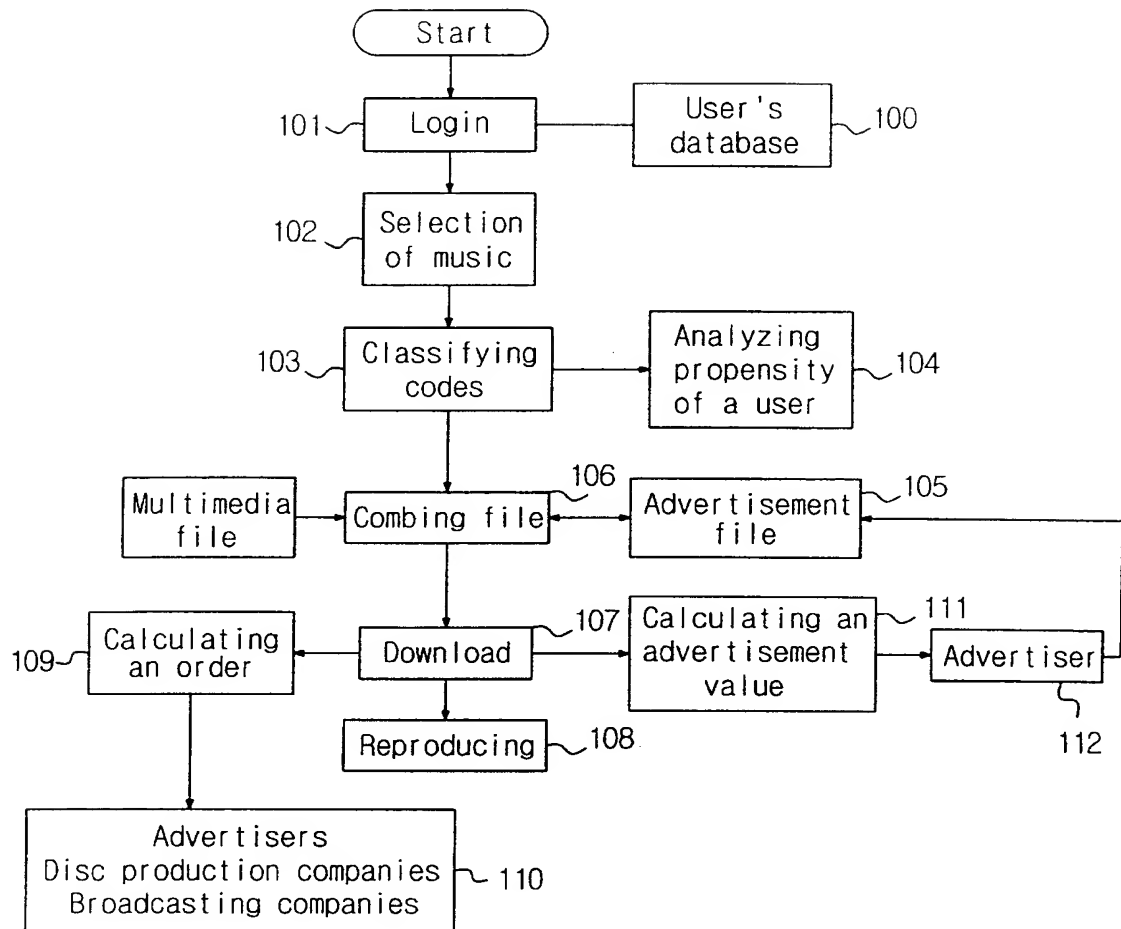 Start
101
Login
User's
database
100
102
Selection
of music
103
Classifying
codes
Analyzing
propensity
of a user
104
Multimedia
file
106
Combing file
Advertisement
file
105
109
Calculating
an order
107
Download
Calculating an
advertisement
value
111
Advertiser
112
Reproducing
108
Advertisers
Disc production companies
Broadcasting companies
110